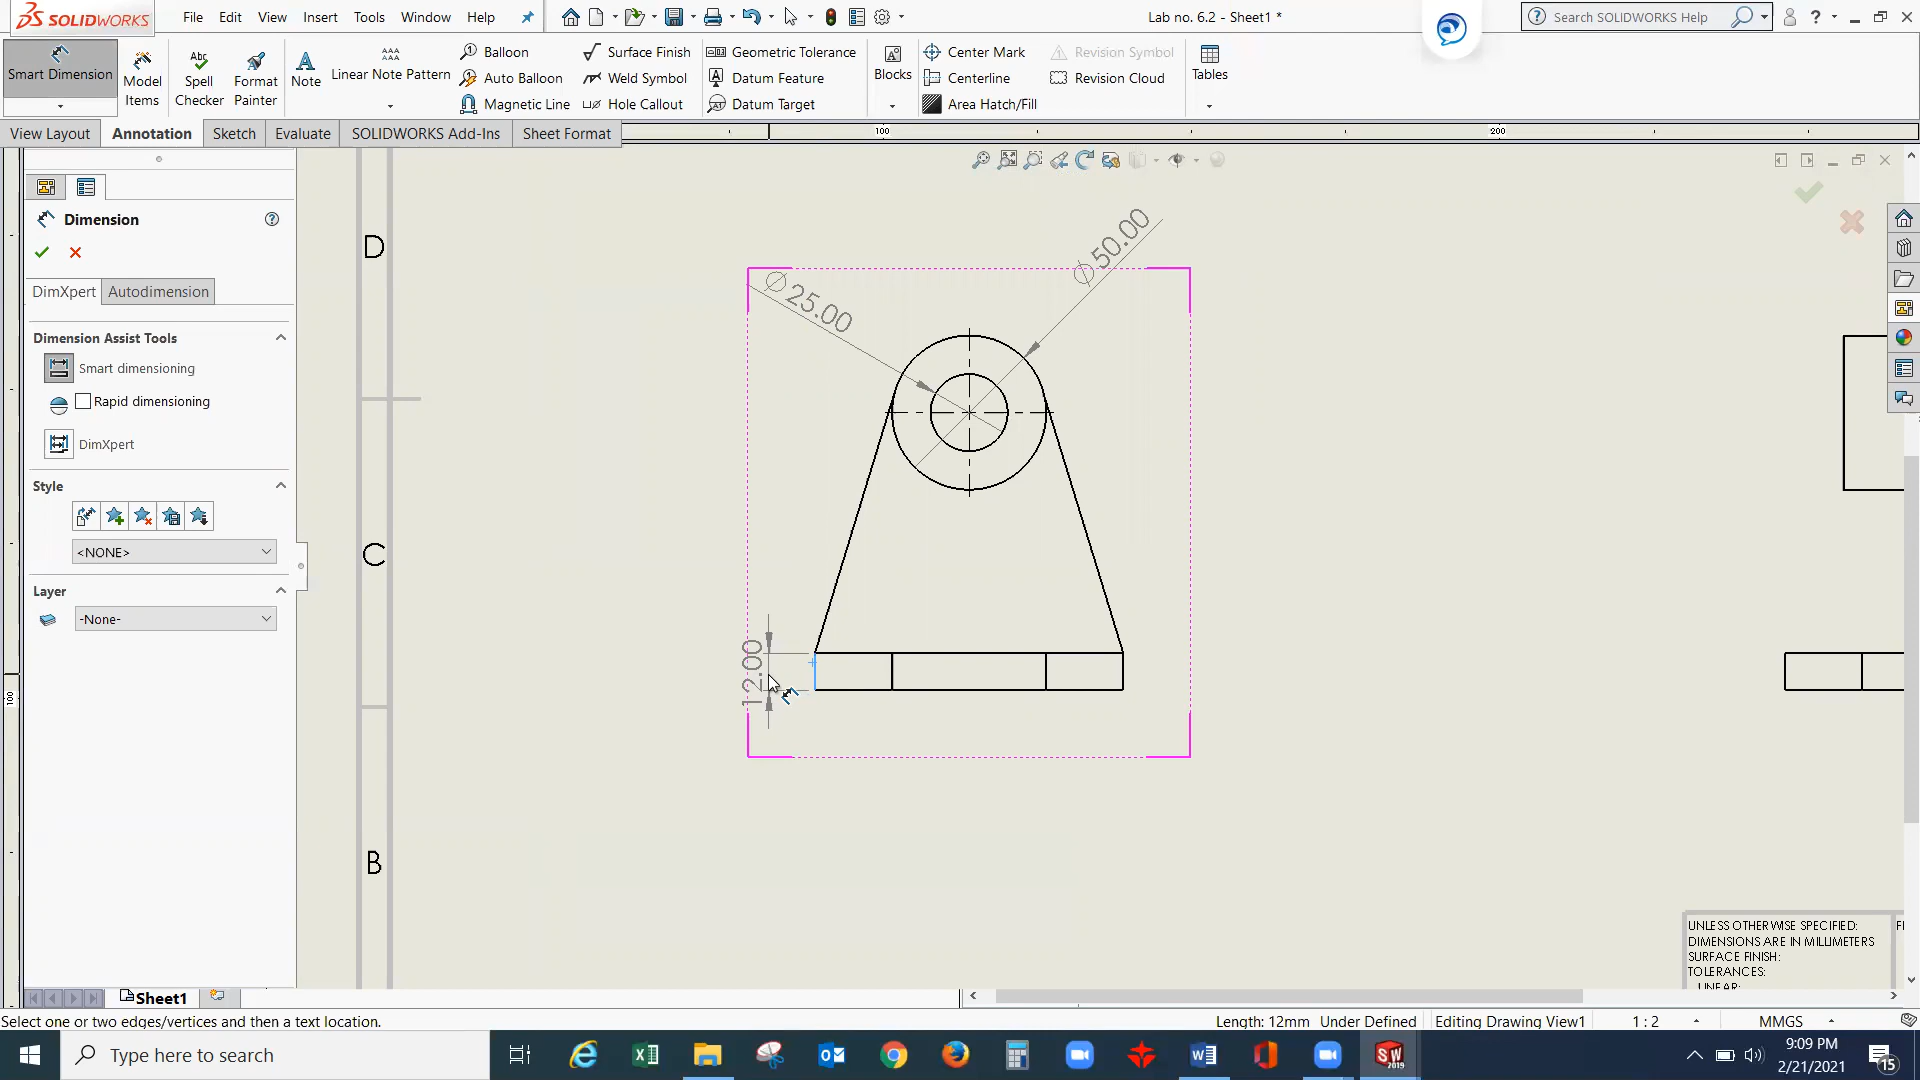 SOLIDWORKS
File Edit View Insert Tools Window Help
Lab no. 6.2 - Sheet1 *
Search SOLIDWORKS Help
Smart Dimension
Model Items
Spell Checker
Format Painter
Note
Linear Note Pattern
Balloon
Auto Balloon
Magnetic Line
Surface Finish
Weld Symbol
Hole Callout
Geometric Tolerance
Datum Feature
Datum Target
Blocks
Center Mark
Centerline
Area Hatch/Fill
Revision Symbol
Revision Cloud
Tables
View Layout Annotation Sketch Evaluate SOLIDWORKS Add-Ins Sheet Format
100
200
Dimension
DimXpert Autodimension
Dimension Assist Tools
Smart dimensioning
Rapid dimensioning
DimXpert
Style
<NONE>
Layer
-None-
100
D
C
B
Ø25.00
Ø50.00
12.00
UNLESS OTHERWISE SPECIFIED:
DIMENSIONS ARE IN MILLIMETERS
SURFACE FINISH:
TOLERANCES:
LINEAR:
Sheet1
Select one or two edges/vertices and then a text location.
Length: 12mm Under Defined Editing Drawing View1 1 : 2 MMGS
Type here to search
SW
2019
9:09 PM
2/21/2021
15